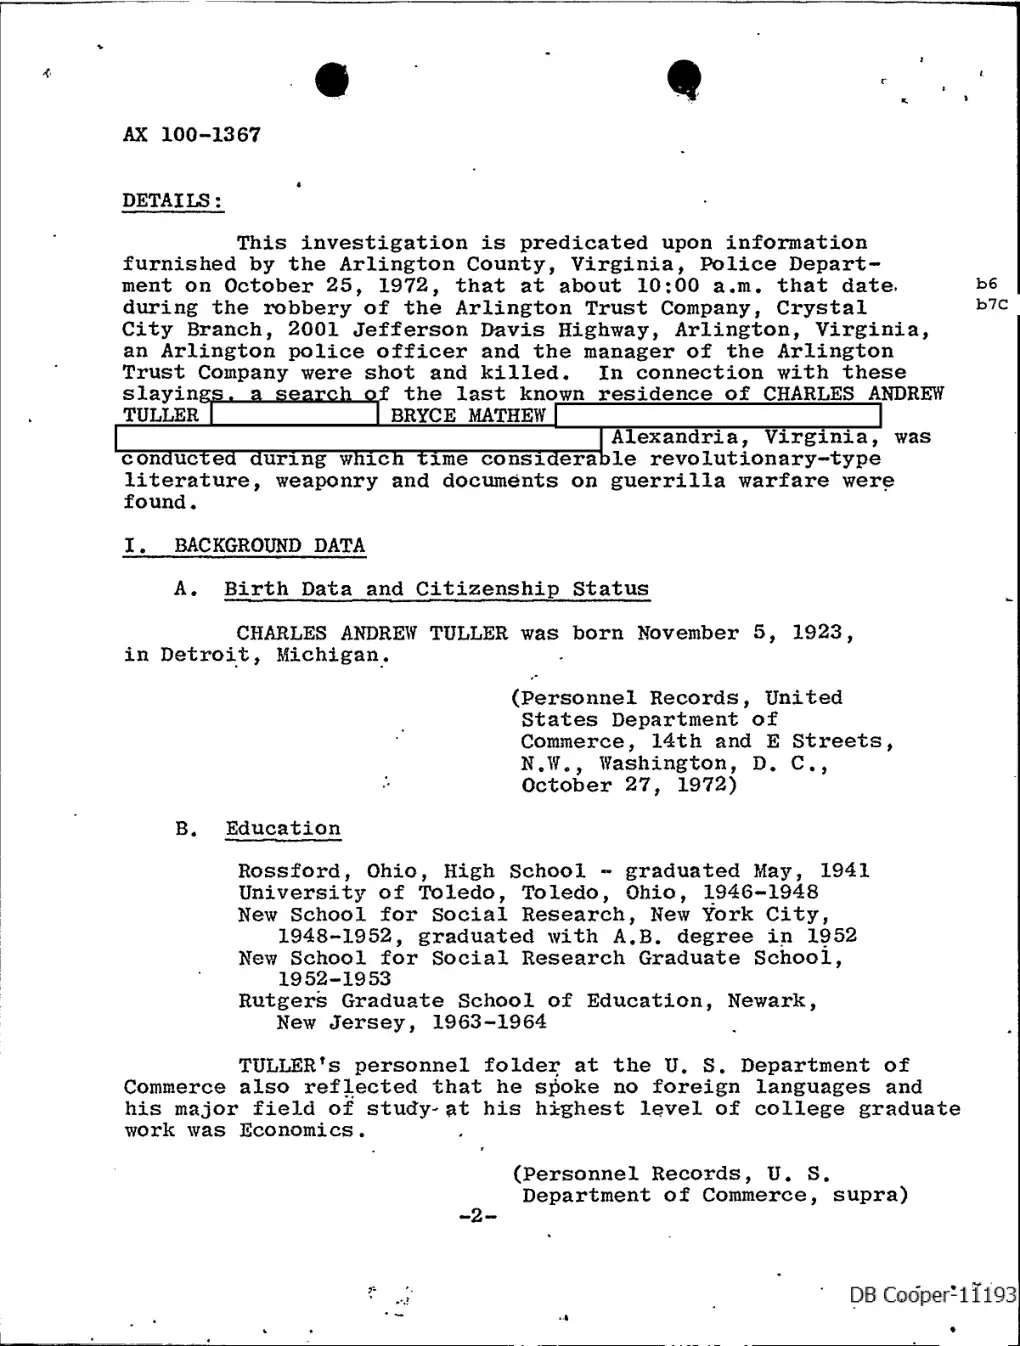 AX 100-1367
DETAILS:
This investigation is predicated upon information
furnished by the Arlington County, Virginia, Police Depart-
ment on October 25, 1972, that at about 10:00 a.m. that date
b6
during the robbery of the Arlington Trust Company, Crystal
b7C
City Branch, 2001 Jefferson Davis Highway, Arlington, Virginia,
an Arlington police officer and the manager of the Arlington
Trust Company were shot and killed. In connection with these
slayings, a search of the last known residence of CHARLES ANDREW
TULLER BRYCE MATHEW
Alexandria, Virginia, was
conducted during which time considerable revolutionary-type
literature, weaponry and documents on guerrilla warfare were
found.
I. BACKGROUND DATA
A. Birth Data and Citizenship Status
CHARLES ANDREW TULLER was born November 5, 1923,
in Detroit, Michigan.
(Personnel Records, United
States Department of
Commerce, 14th and E Streets,
N.W., Washington, D. C.,
October 27, 1972)
B. Education
Rossford, Ohio, High School - graduated May, 1941
University of Toledo, Toledo, Ohio, 1946-1948
New School for Social Research, New York City,
1948-1952, graduated with A.B. degree in 1952
New School for Social Research Graduate School,
1952-1953
Rutgers Graduate School of Education, Newark,
New Jersey, 1963-1964
TULLER's personnel folder at the U. S. Department of
Commerce also reflected that he spoke no foreign languages and
his major field of study at his highest level of college graduate
work was Economics.
(Personnel Records, U. S.
Department of Commerce, supra)
-2-
DB Cooper-11193